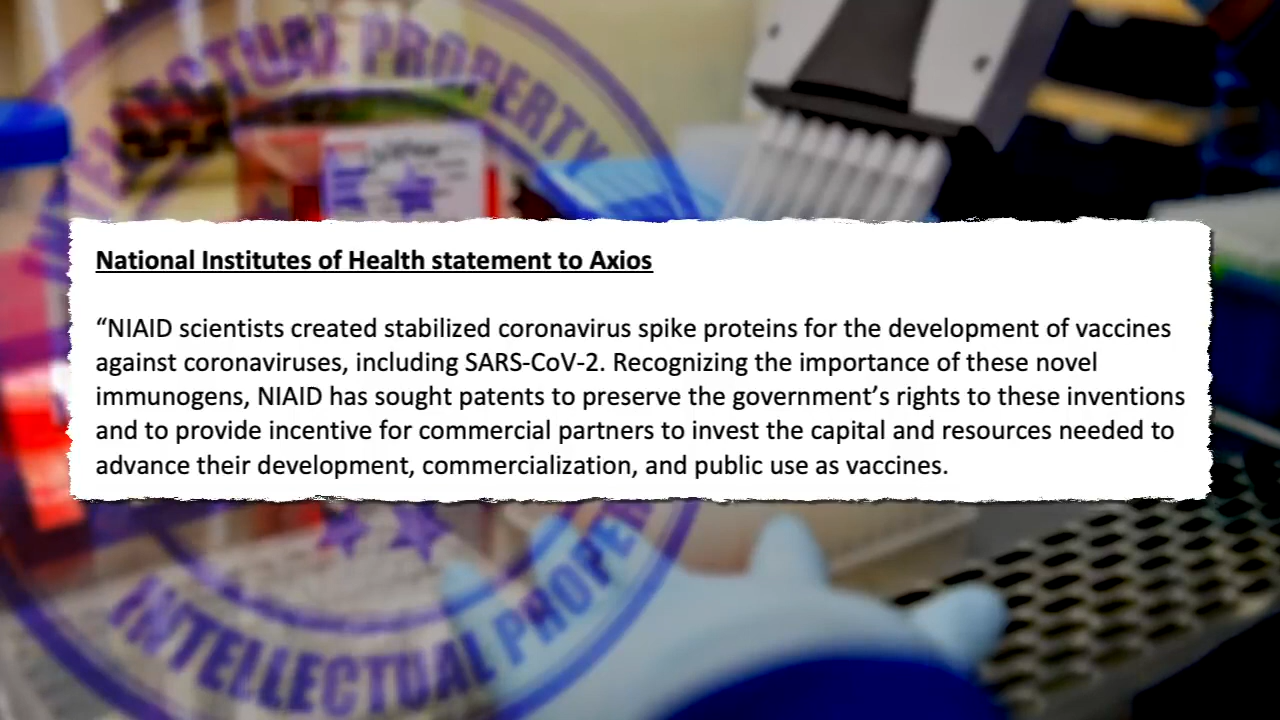 INTELLECTUAL PROPERTY
National Institutes of Health statement to Axios
“NIAID scientists created stabilized coronavirus spike proteins for the development of vaccines
against coronaviruses, including SARS-CoV-2. Recognizing the importance of these novel
immunogens, NIAID has sought patents to preserve the government’s rights to these inventions
and to provide incentive for commercial partners to invest the capital and resources needed to
advance their development, commercialization, and public use as vaccines.
INTELLECTUAL PROPERTY